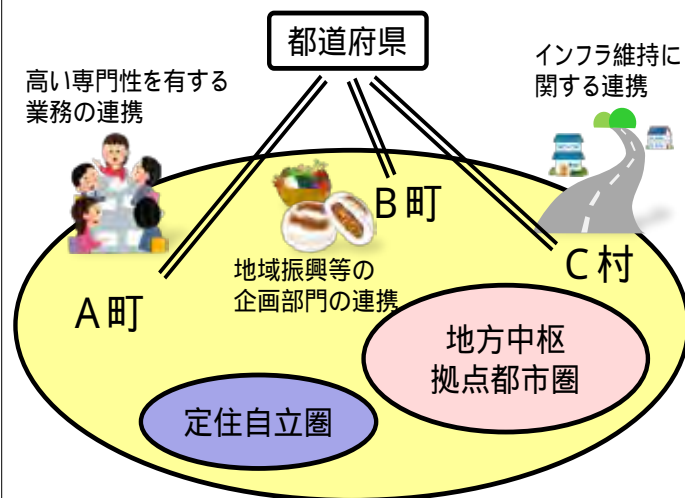 都道府県
高い専門性を有する
業務の連携
インフラ維持に
関する連携
B町
地域振興等の
企画部門の連携
C村
A町
地方中枢
拠点都市圏
定住自立圏